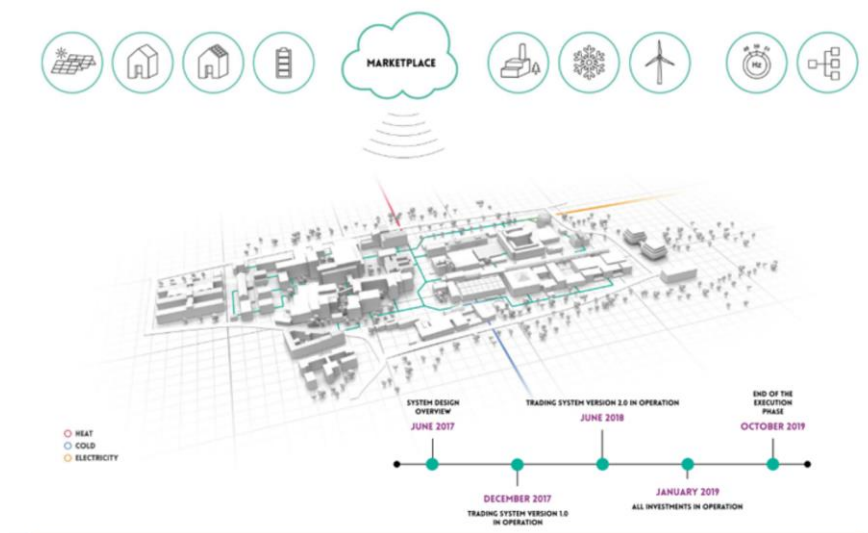 MARKETPLACE
Hz
SYSTEM DESIGN
OVERVIEW
JUNE 2017
TRADING SYSTEM VERSION 2.0 IN OPERATION
JUNE 2018
END OF THE
EXECUTION
PHASE
OCTOBER 2019
HEAT
COLD
ELECTRICITY
DECEMBER 2017
TRADING SYSTEM VERSION 1.0
IN OPERATION
JANUARY 2019
ALL INVESTMENTS IN OPERATION